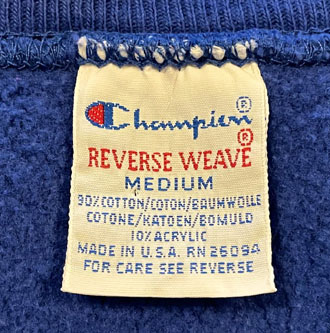 Champion®
REVERSE WEAVE®
MEDIUM
90% COTTON/COTON/BAUMWOLLE
COTONE/KATOEN/BOMULD
10% ACRYLIC
MADE IN U.S.A. RN 26094
FOR CARE SEE REVERSE